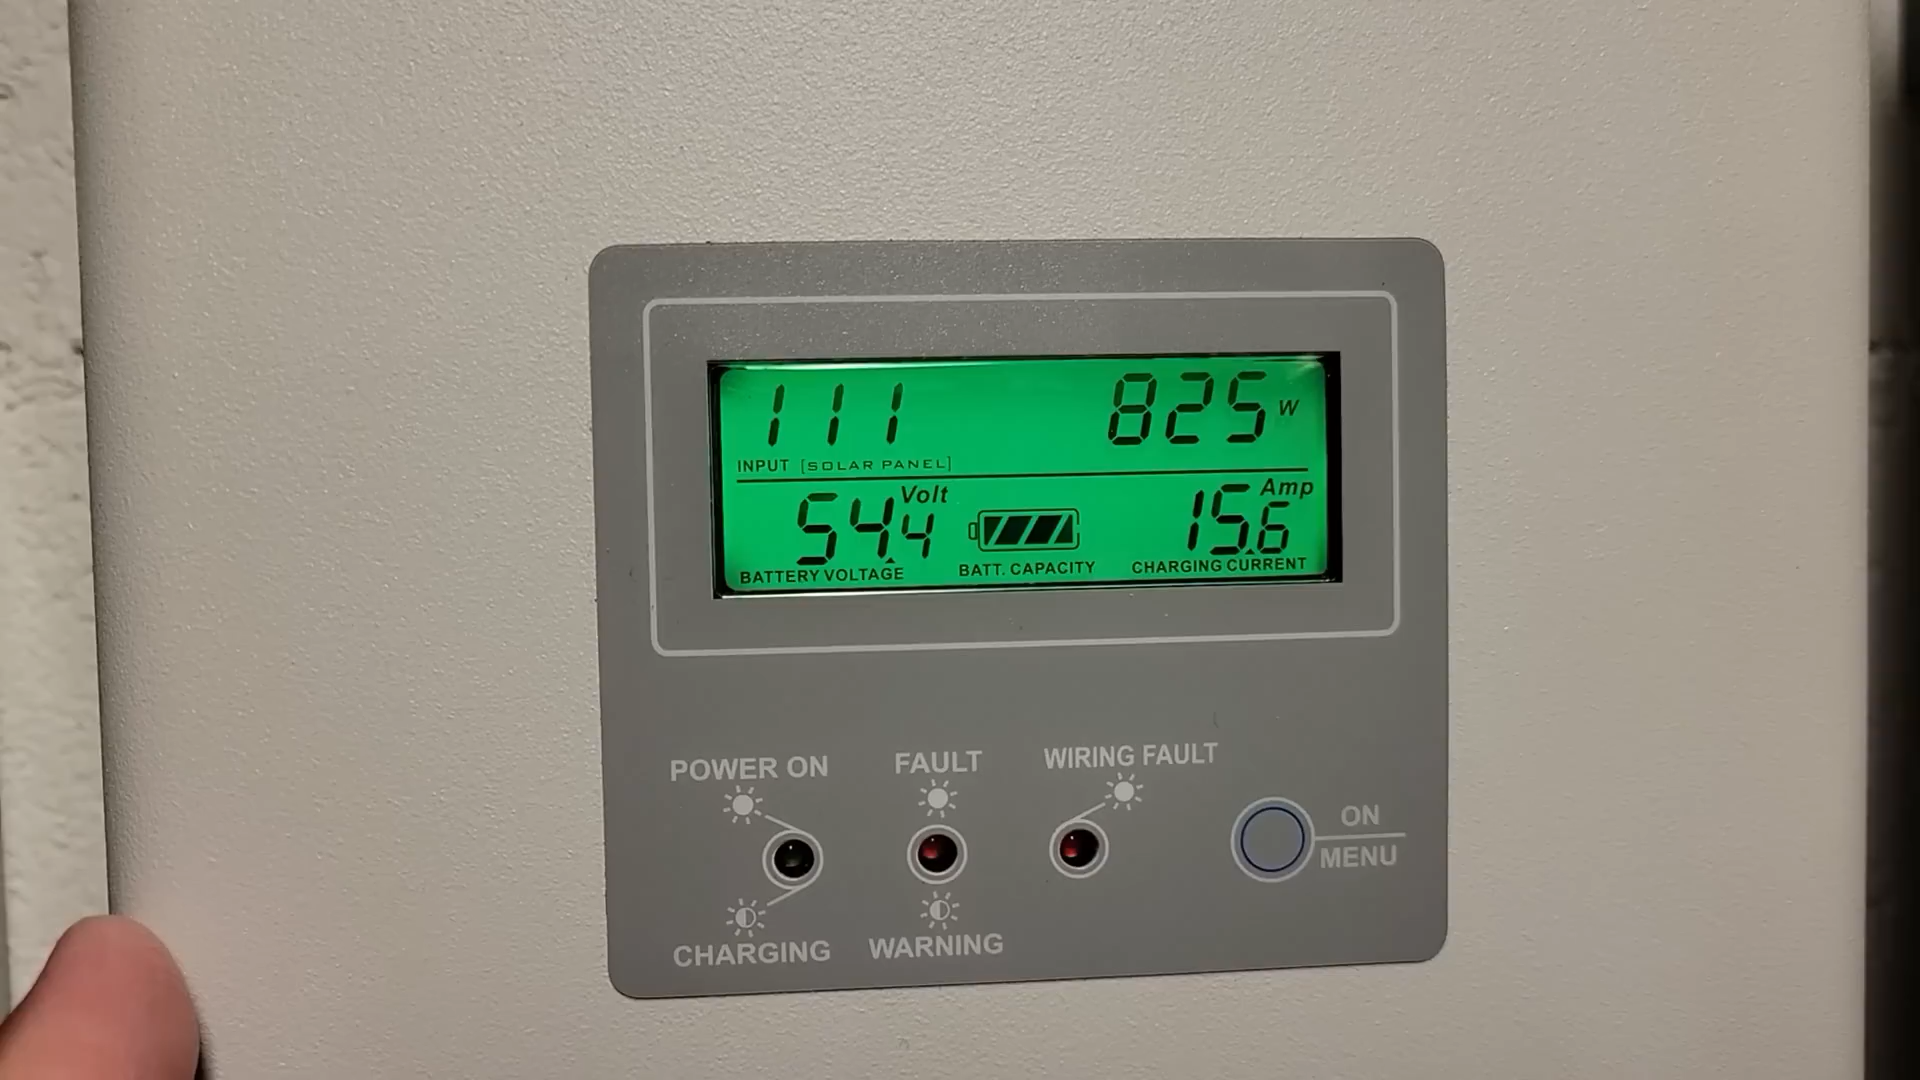 111 825 W
INPUT [SOLAR PANEL]
54.4 Volt 15.6 Amp
BATTERY VOLTAGE BATT. CAPACITY CHARGING CURRENT
POWER ON FAULT WIRING FAULT
ON
MENU
CHARGING WARNING